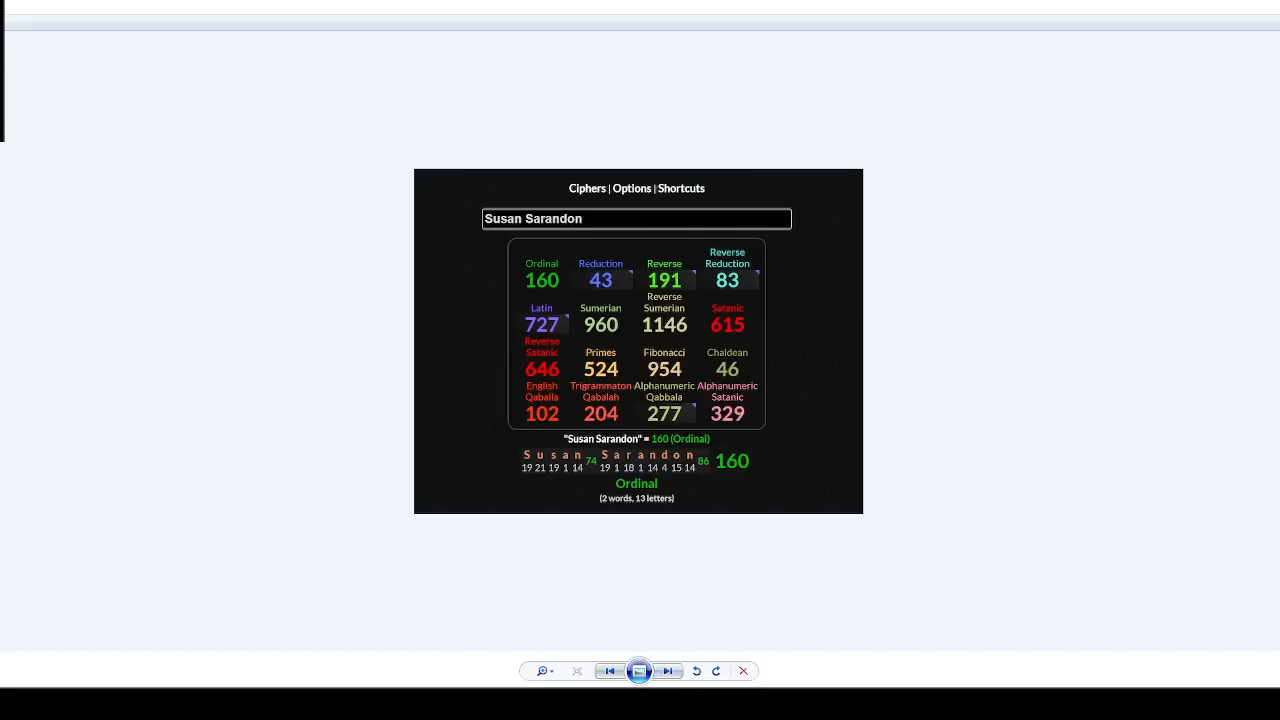 Ciphers | Options | Shortcuts
Susan Sarandon
Ordinal Reduction Reverse Reverse Reduction
160 43 191 83
Latin Sumerian Reverse Sumerian Satanic
727 960 1146 615
Reverse Satanic Primes Fibonacci Chaldean
646 524 954 46
English Qaballa Trigrammaton Qabalah Alphanumeric Qabbala Alphanumeric Satanic
102 204 277 329
"Susan Sarandon" = 160 (Ordinal)
S u s a n 74 S a r a n d o n 86 160
19 21 19 1 14 19 1 18 1 14 4 15 14
Ordinal
(2 words, 13 letters)